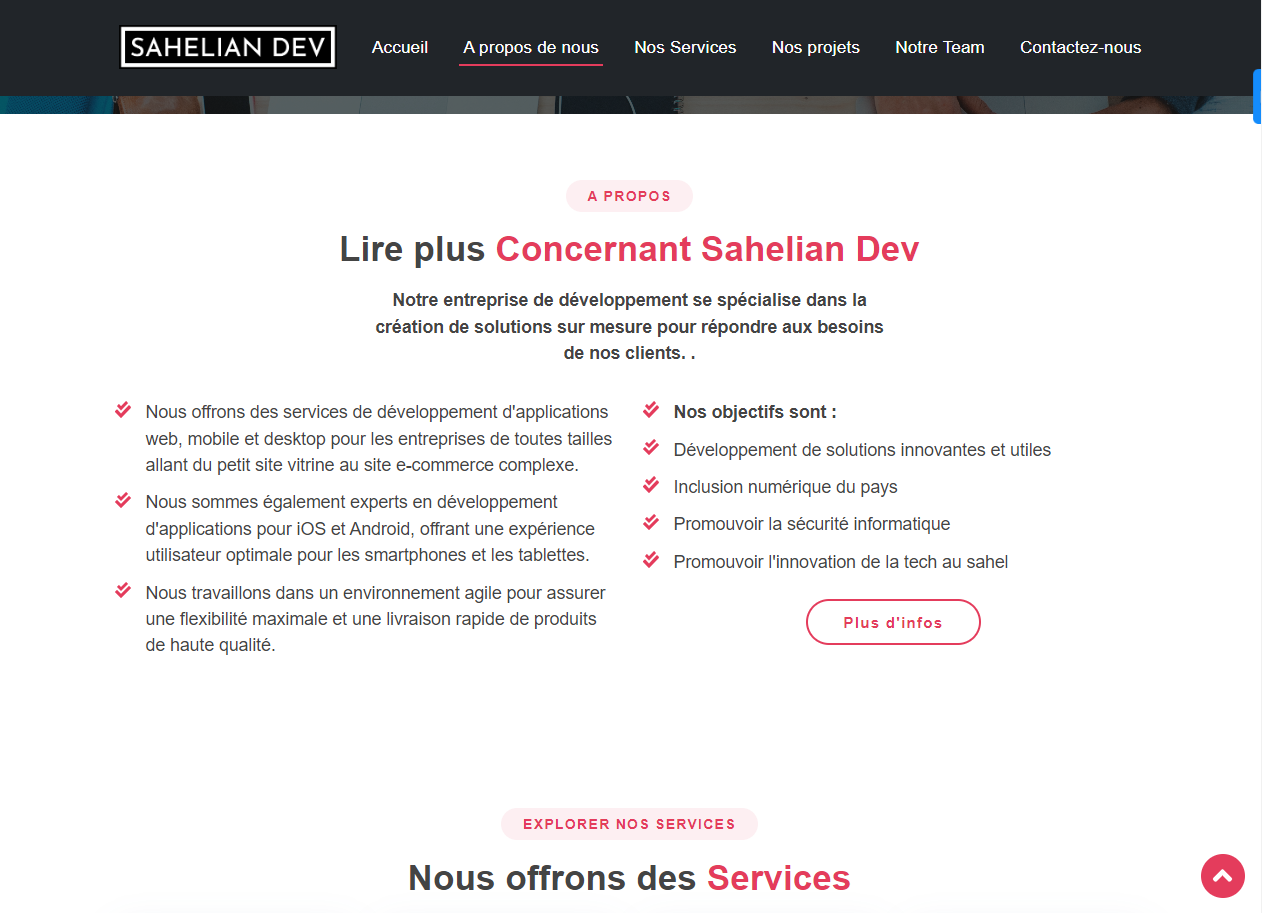 SAHELIAN DEV
Accueil
A propos de nous
Nos Services
Nos projets
Notre Team
Contactez-nous
A PROPOS
Lire plus Concernant Sahelian Dev
Notre entreprise de développement se spécialise dans la
création de solutions sur mesure pour répondre aux besoins
de nos clients. .
Nous offrons des services de développement d'applications
web, mobile et desktop pour les entreprises de toutes tailles
allant du petit site vitrine au site e-commerce complexe.
Nous sommes également experts en développement
d'applications pour iOS et Android, offrant une expérience
utilisateur optimale pour les smartphones et les tablettes.
Nous travaillons dans un environnement agile pour assurer
une flexibilité maximale et une livraison rapide de produits
de haute qualité.
Nos objectifs sont :
Développement de solutions innovantes et utiles
Inclusion numérique du pays
Promouvoir la sécurité informatique
Promouvoir l'innovation de la tech au sahel
Plus d'infos
EXPLORER NOS SERVICES
Nous offrons des Services